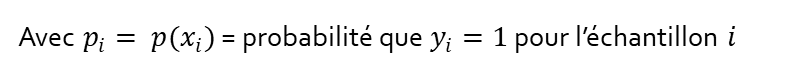 Avec 𝑝ᵢ = 𝑝(𝑥ᵢ) = probabilité que 𝑦ᵢ = 1 pour l’échantillon 𝑖